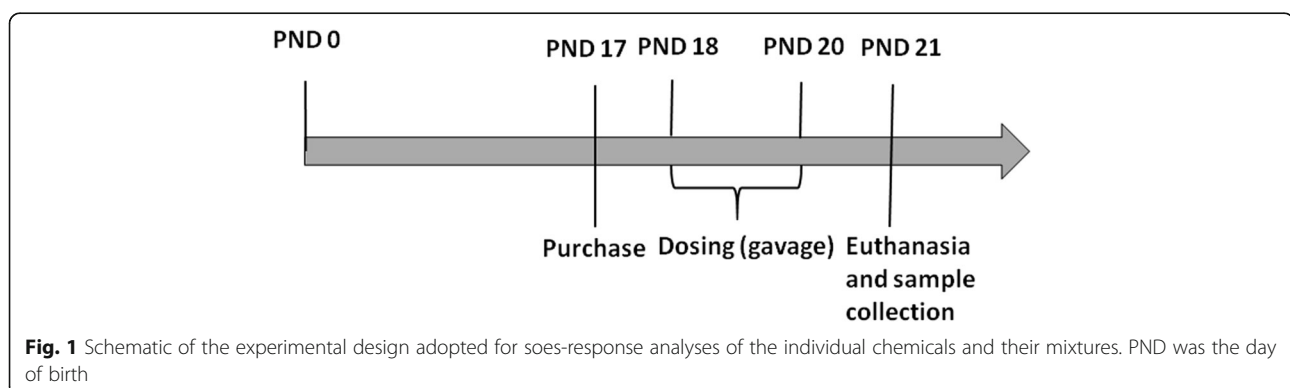 PND 0
PND 17 PND 18 PND 20 PND 21
Purchase Dosing (gavage) Euthanasia
and sample
collection
Fig. 1 Schematic of the experimental design adopted for soes-response analyses of the individual chemicals and their mixtures. PND was the day
of birth